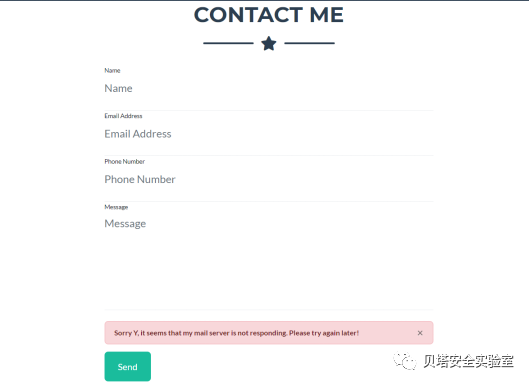 CONTACT ME
Name
Name
Email Address
Email Address
Phone Number
Phone Number
Message
Message
Sorry Y, it seems that my mail server is not responding. Please try again later! ×
Send
贝塔安全实验室